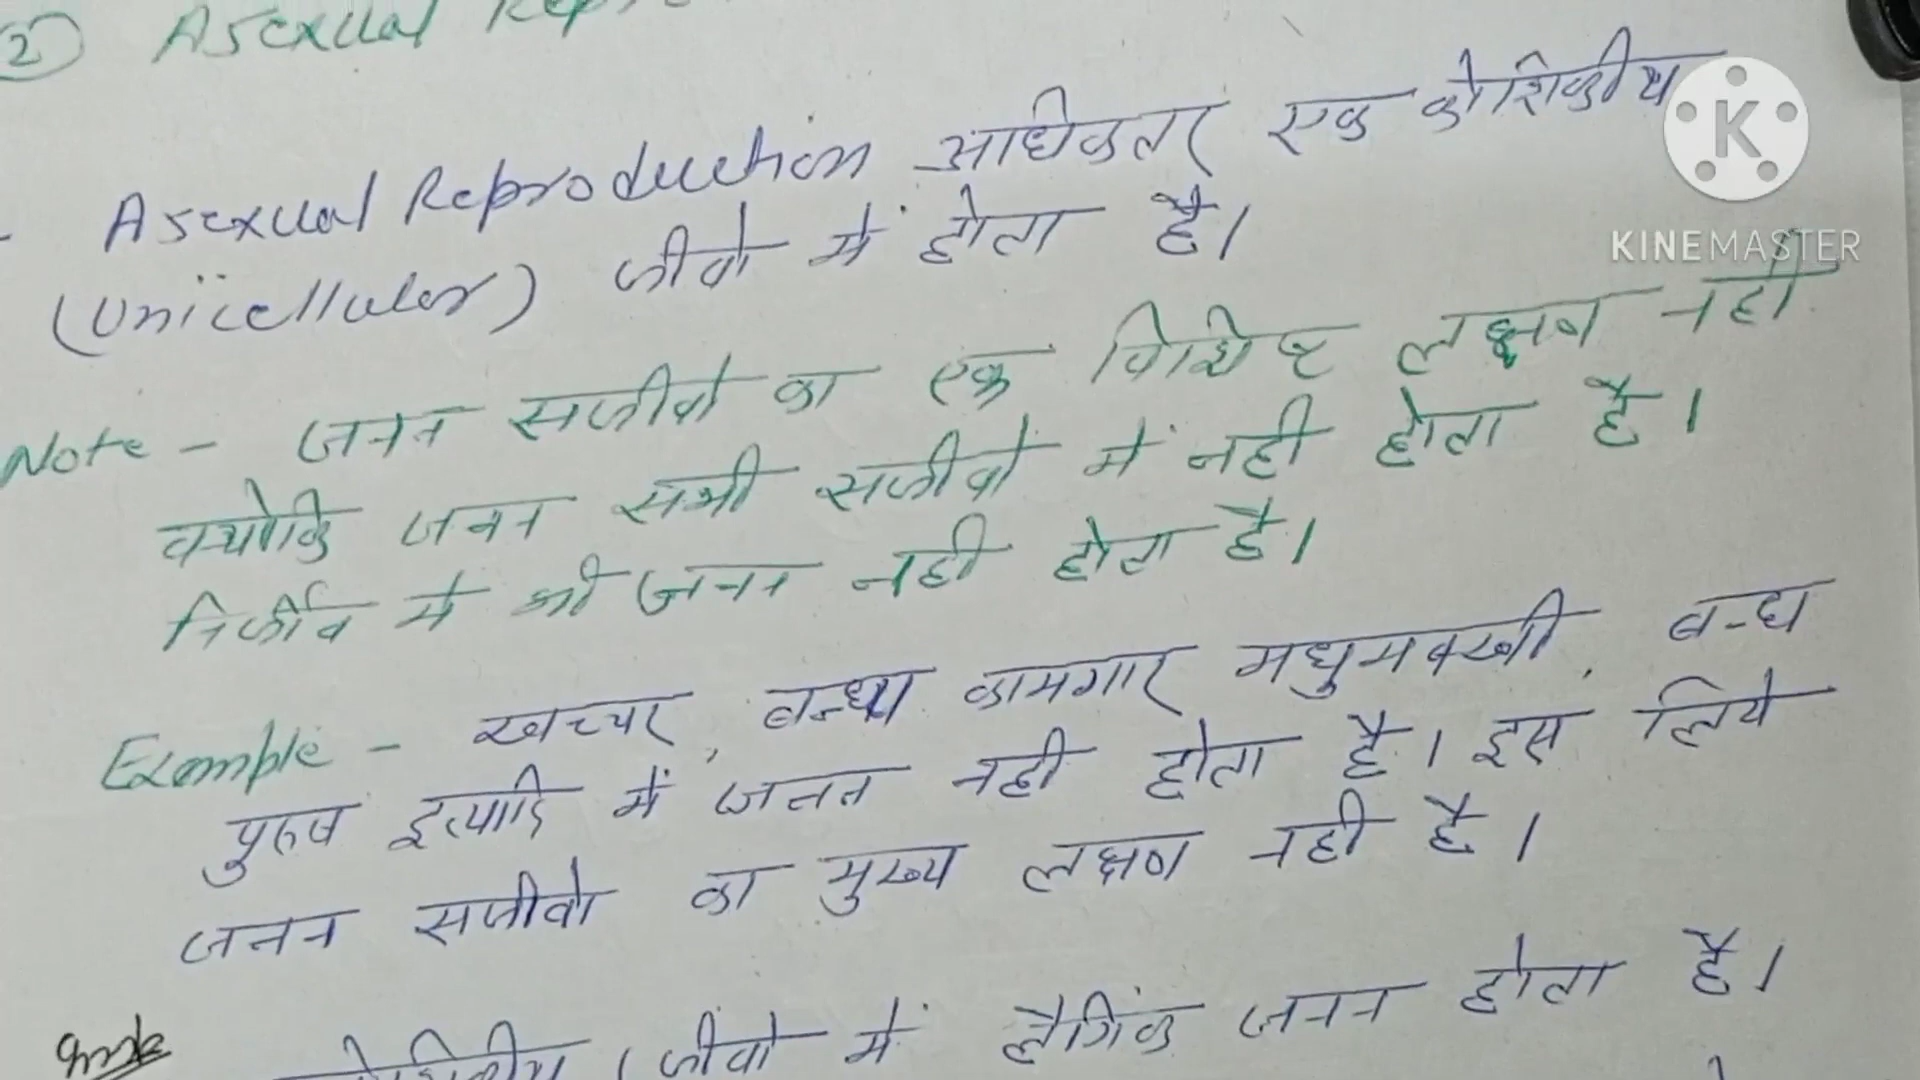 ② Asexual Repr
Asexual Reproduction अधिकतर एक कोशिकीय
(Unicellular) जीवो में होता है।
Note - जनन सजीवो का एक विशिष्ट लक्षण नही
क्योकि जनन सभी सजीवों में नही होता है।
निर्जीव में भी जनन नही होता है।
Example - खच्चर, बन्ध्या कामगार मधुमक्खी, बन्ध
पुरुष इत्यादि में जनन नही होता है। इस लिये
जनन सजीवो का मुख्य लक्षण नही है।
जीवो में लैगिंक जनन होता है।
K
KINEMASTER